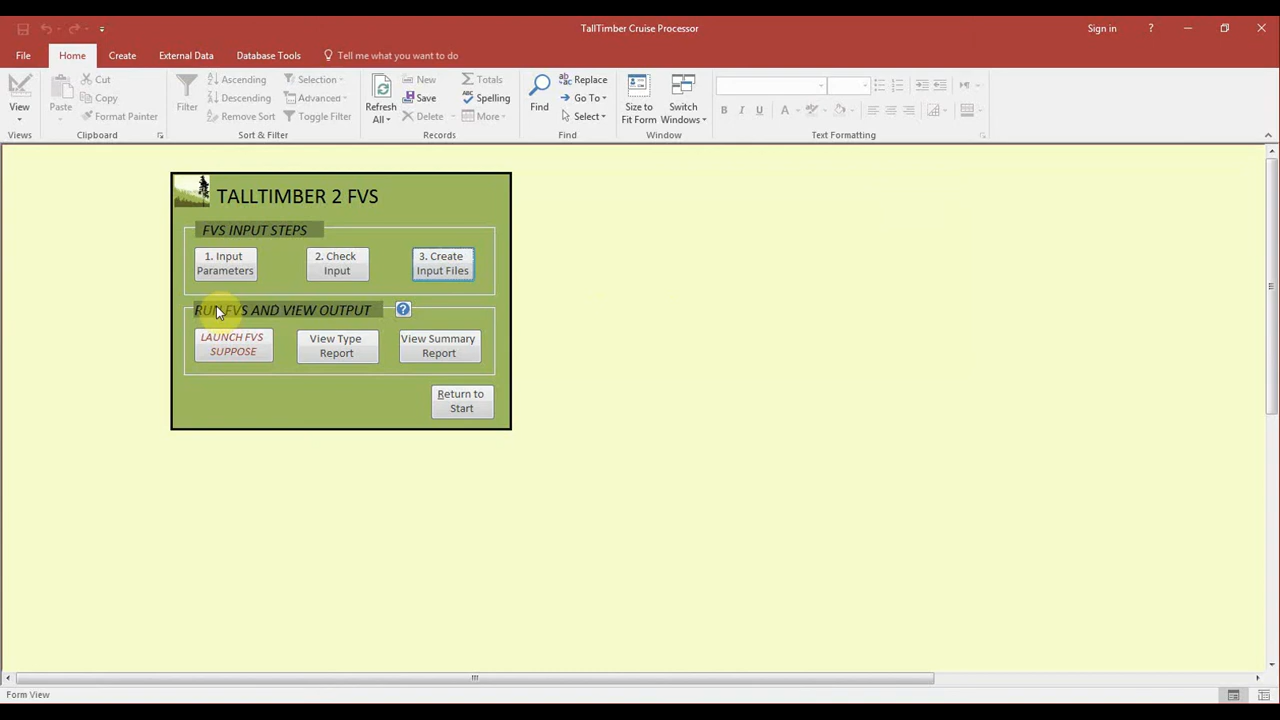 TallTimber Cruise Processor
Sign in
?
File
Home
Create
External Data
Database Tools
Tell me what you want to do
View
Paste
Cut
Copy
Format Painter
Filter
Ascending
Descending
Remove Sort
Selection
Advanced
Toggle Filter
Refresh
All
New
Save
Delete
Totals
Spelling
More
Find
Replace
Go To
Select
Size to
Fit Form
Switch
Windows
B I U A
Views
Clipboard
Sort & Filter
Records
Find
Window
Text Formatting
TALLTIMBER 2 FVS
FVS INPUT STEPS
1. Input
Parameters
2. Check
Input
3. Create
Input Files
RUN FVS AND VIEW OUTPUT
?
LAUNCH FVS
SUPPOSE
View Type
Report
View Summary
Report
Return to
Start
Form View